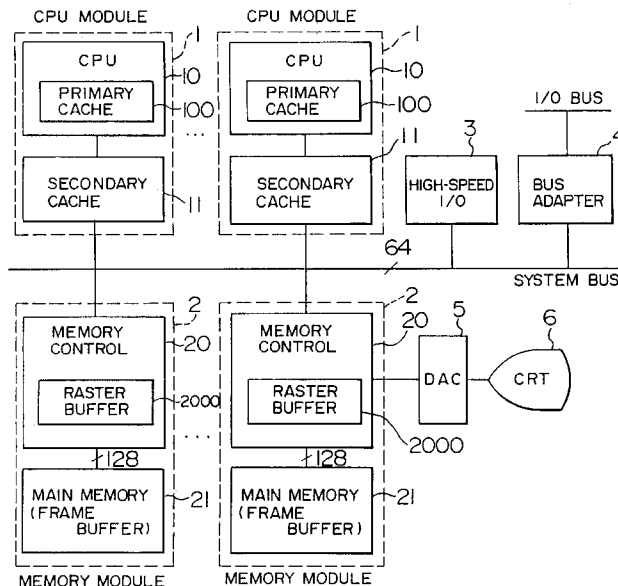 CPU MODULE
CPU MODULE
1
1
CPU
10
PRIMARY
CACHE
100
...
CPU
10
PRIMARY
CACHE
100
SECONDARY
CACHE
11
SECONDARY
CACHE
11
3
HIGH-SPEED
I/O
I/O BUS
4
BUS
ADAPTER
64
SYSTEM BUS
2
MEMORY
CONTROL
20
RASTER
BUFFER
2000
...
2
MEMORY
CONTROL
20
RASTER
BUFFER
2000
5
DAC
6
CRT
128
128
MAIN MEMORY
(FRAME
BUFFER)
21
...
MAIN MEMORY
(FRAME
BUFFER)
21
MEMORY MODULE
MEMORY MODULE